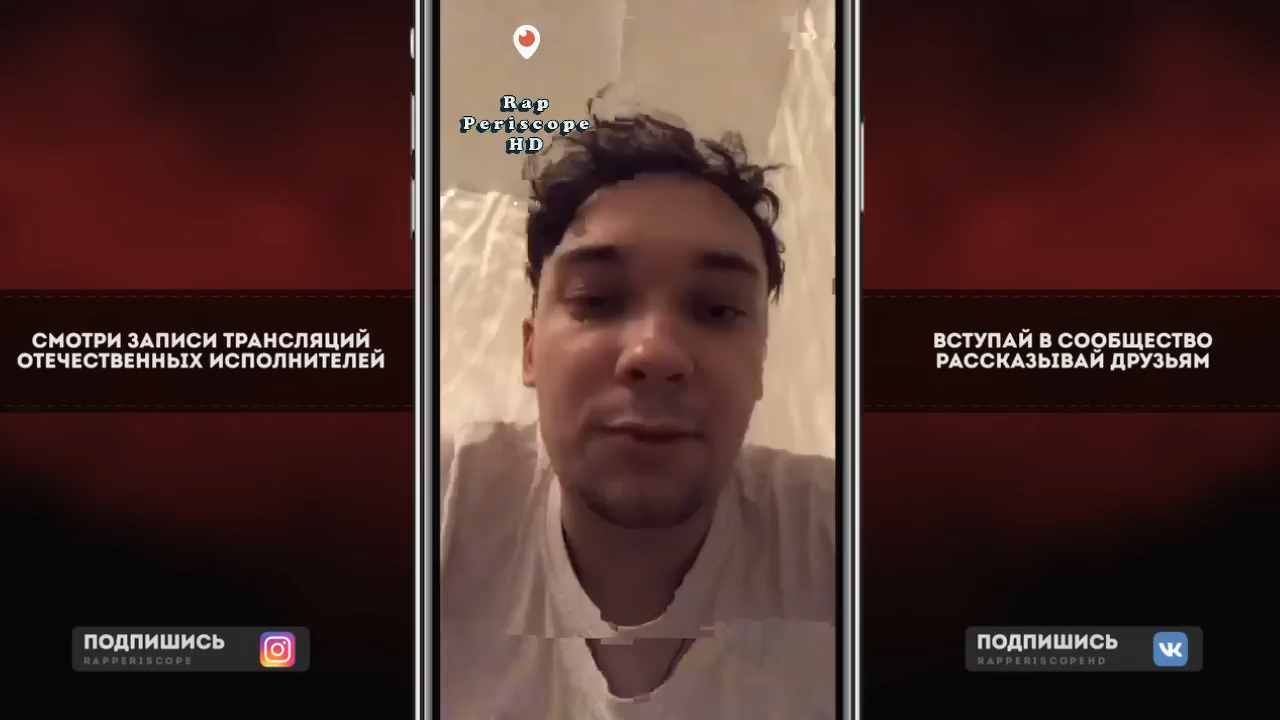 Rap
Periscope
HD
СМОТРИ ЗАПИСИ ТРАНСЛЯЦИЙ
ОТЕЧЕСТВЕННЫХ ИСПОЛНИТЕЛЕЙ
ВСТУПАЙ В СООБЩЕСТВО
РАССКАЗЫВАЙ ДРУЗЬЯМ
ПОДПИШИСЬ
RAPPERISCOPE
ПОДПИШИСЬ
RAPPERISCOPEHD